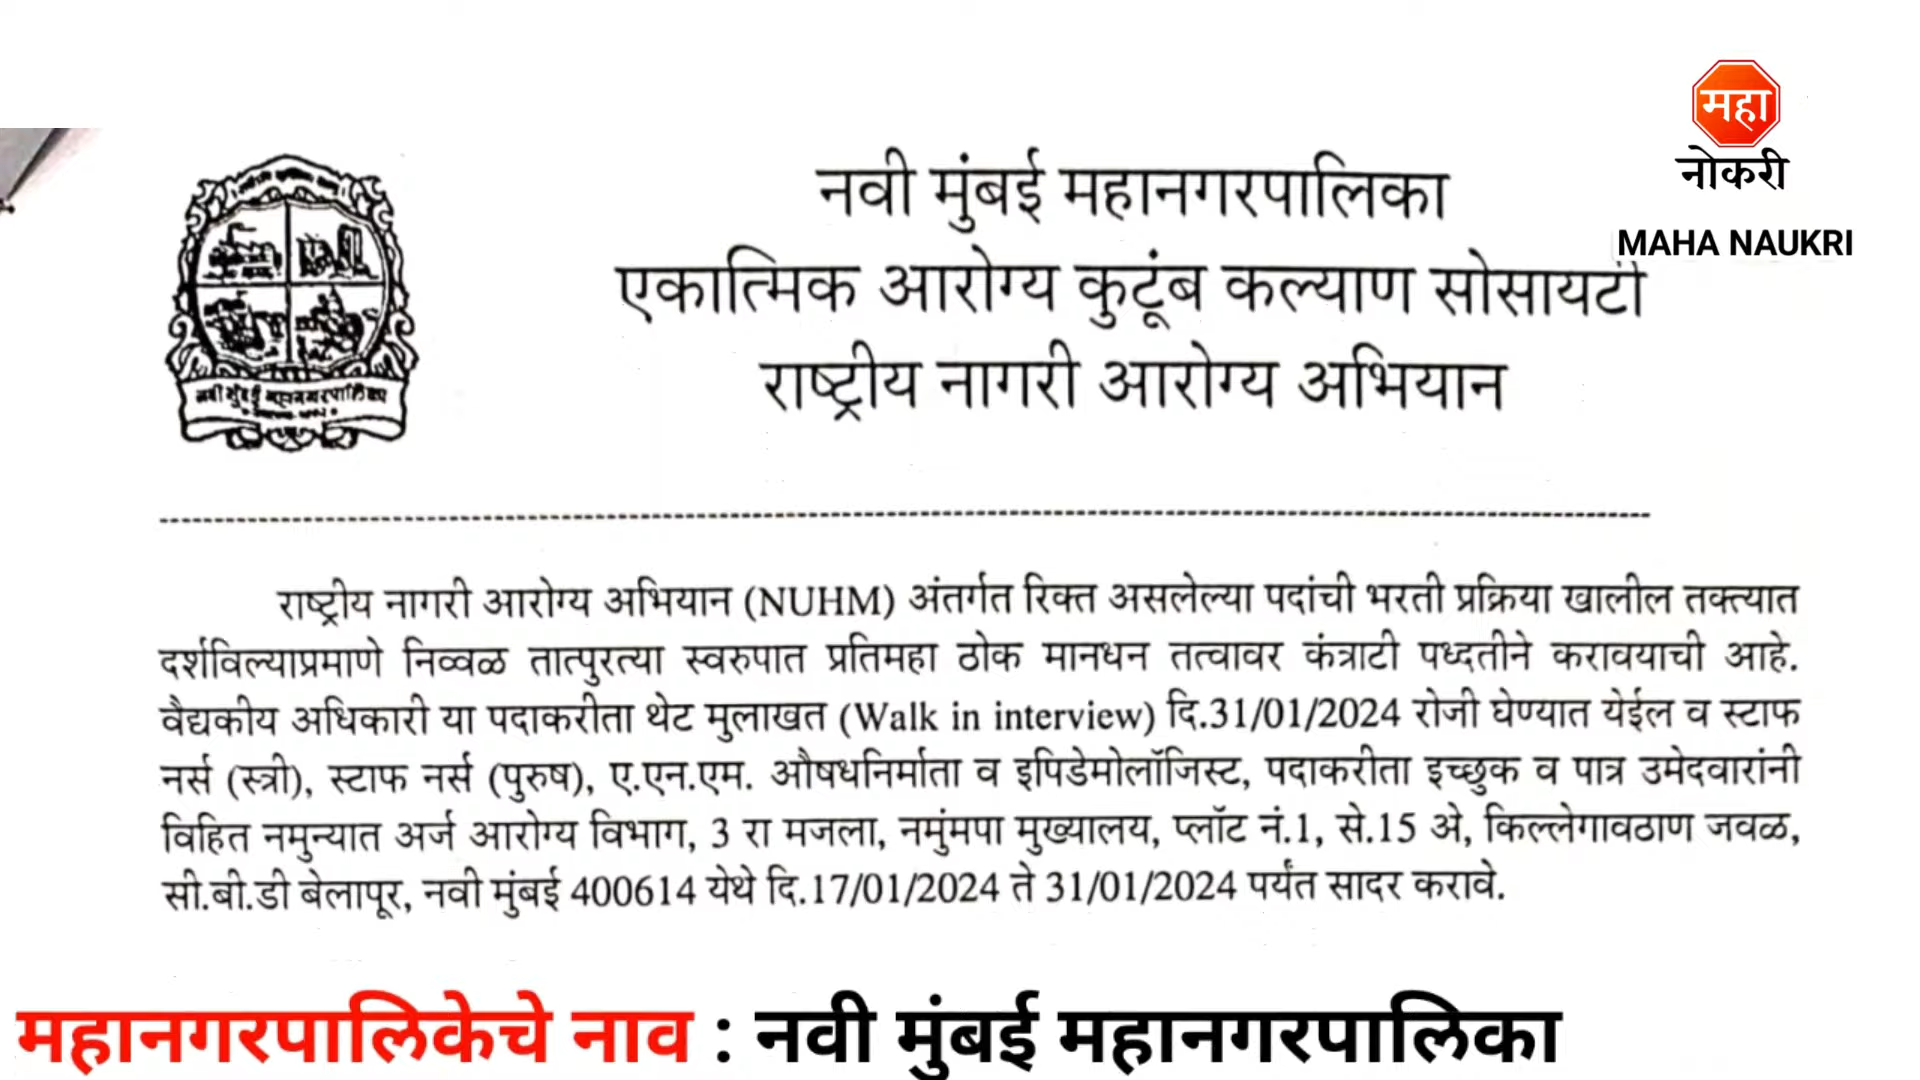 महा
नोकरी
MAHA NAUKRI
नवी मुंबई महानगरपालिका
एकात्मिक आरोग्य कुटूंब कल्याण सोसायटी
राष्ट्रीय नागरी आरोग्य अभियान
नवी मुंबई महानगरपालिका
राष्ट्रीय नागरी आरोग्य अभियान (NUHM) अंतर्गत रिक्त असलेल्या पदांची भरती प्रक्रिया खालील तक्त्यात
दर्शविल्याप्रमाणे निव्वळ तात्पुरत्या स्वरुपात प्रतिमहा ठोक मानधन तत्वावर कंत्राटी पध्दतीने करावयाची आहे.
वैद्यकीय अधिकारी या पदाकरीता थेट मुलाखत (Walk in interview) दि.31/01/2024 रोजी घेण्यात येईल व स्टाफ
नर्स (स्त्री), स्टाफ नर्स (पुरुष), ए.एन.एम. औषधनिर्माता व इपिडेमोलॉजिस्ट, पदाकरीता इच्छुक व पात्र उमेदवारांनी
विहित नमुन्यात अर्ज आरोग्य विभाग, 3 रा मजला, नमुंमपा मुख्यालय, प्लॉट नं.1, से.15 अे, किल्लेगावठाण जवळ,
सी.बी.डी बेलापूर, नवी मुंबई 400614 येथे दि.17/01/2024 ते 31/01/2024 पर्यंत सादर करावे.
महानगरपालिकेचे नाव : नवी मुंबई महानगरपालिका